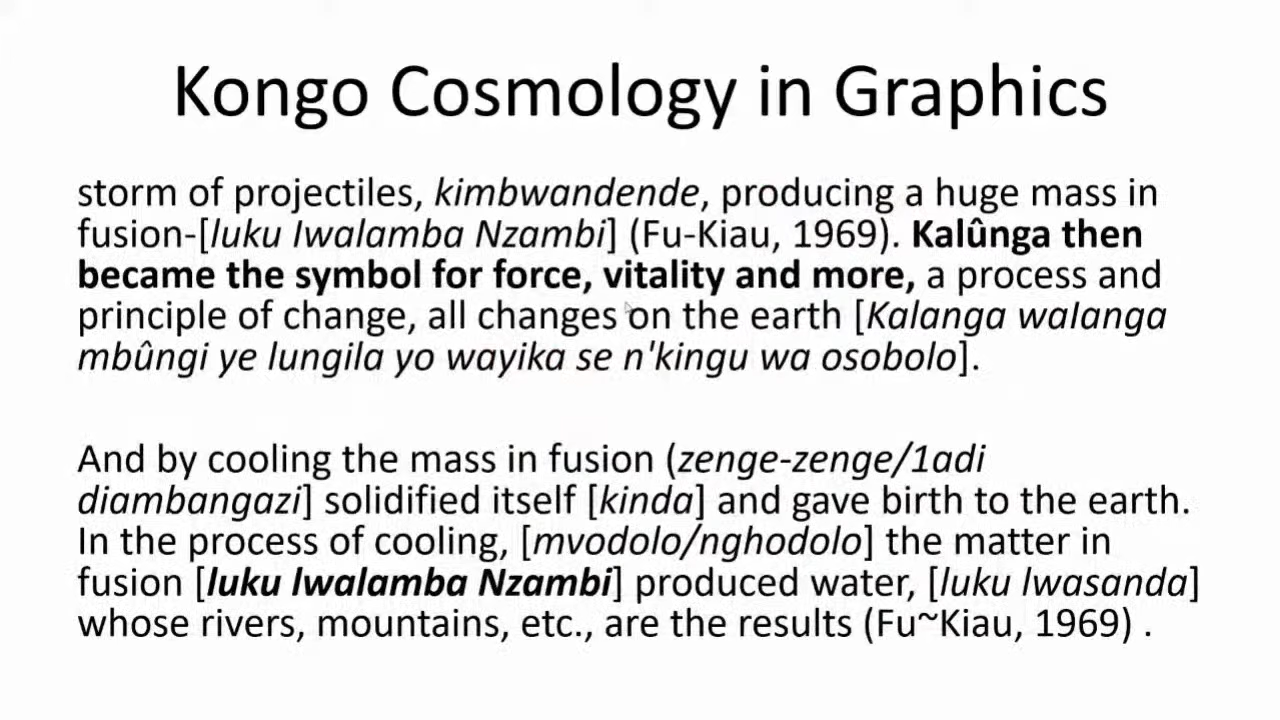 Kongo Cosmology in Graphics
storm of projectiles, kimbwandende, producing a huge mass in
fusion-[luku Iwalamba Nzambi] (Fu-Kiau, 1969). Kalûnga then
became the symbol for force, vitality and more, a process and
principle of change, all changes on the earth [Kalanga walanga
mbûngi ye lungila yo wayika se n'kingu wa osobolo].
And by cooling the mass in fusion (zenge-zenge/1adi
diambangazi] solidified itself [kinda] and gave birth to the earth.
In the process of cooling, [mvodolo/nghodolo] the matter in
fusion [luku lwalamba Nzambi] produced water, [luku lwasanda]
whose rivers, mountains, etc., are the results (Fu~Kiau, 1969) .